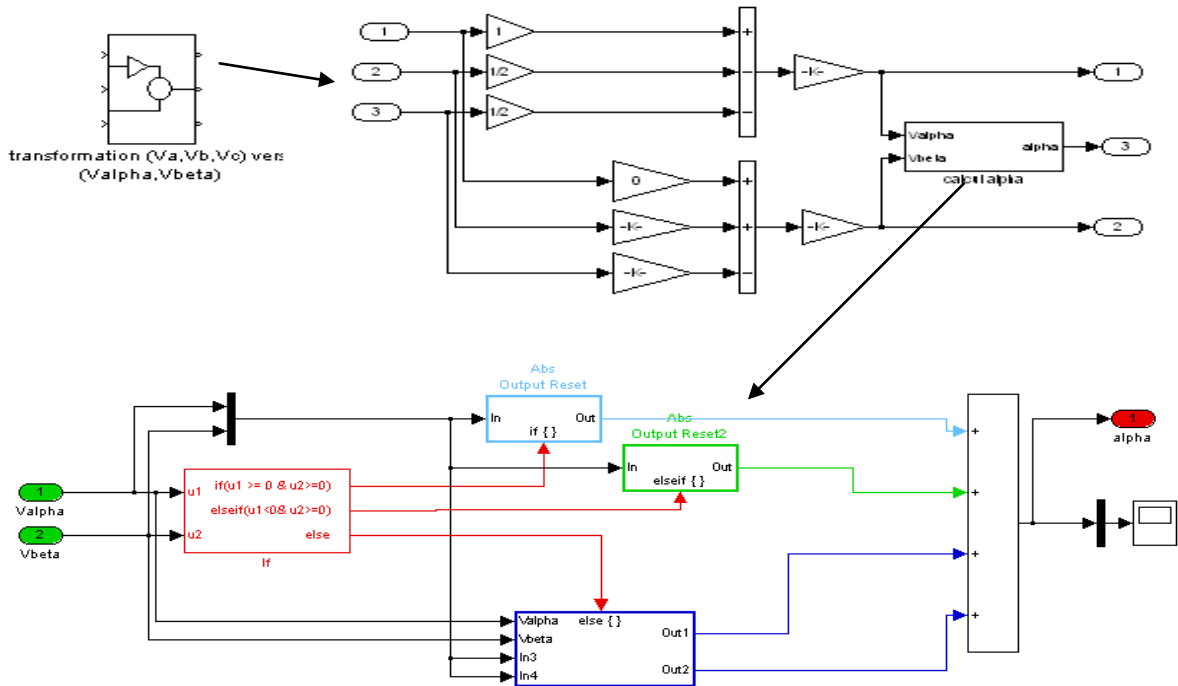 transformation (Va,Vb,Vc) vers
(Valpha,Vbeta)
1
2
3
1
1/2
1/2
+
-
-
-K-
1
Valpha
Vbeta
alpha
calcul alpha
3
0
-K-
-K-
+
+
-
-K-
2
Abs
Output Reset
In
Out
if { }
Abs
Output Reset2
In
Out
elseif { }
1
Valpha
2
Vbeta
u1
u2
if(u1 >= 0 & u2>=0)
elseif(u1<0& u2>=0)
else
If
Valpha
Vbeta
In3
In4
else { }
Out1
Out2
+
+
+
+
1
alpha